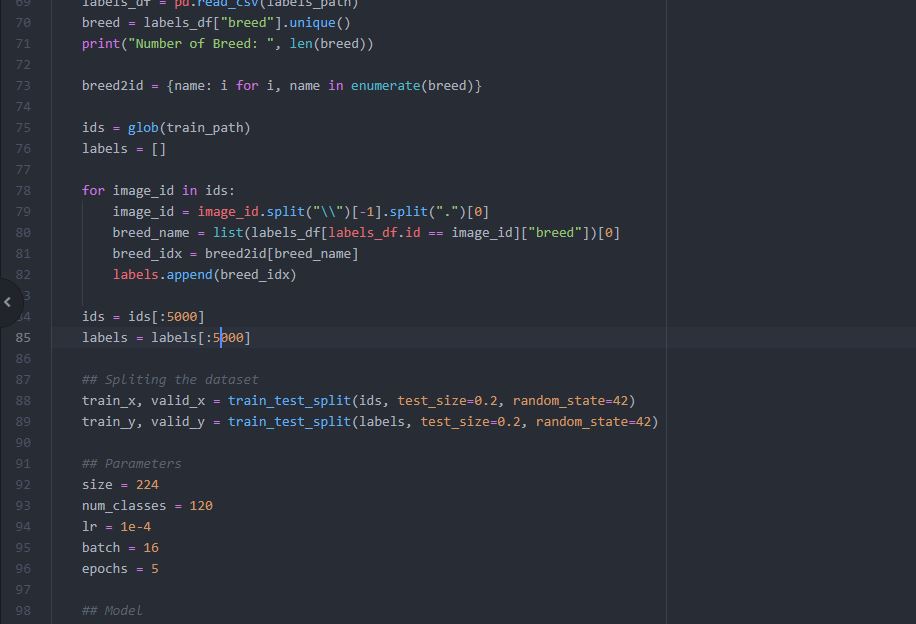 69 labels_df = pd.read_csv(labels_path)
70 breed = labels_df["breed"].unique()
71 print("Number of Breed: ", len(breed))
72
73 breed2id = {name: i for i, name in enumerate(breed)}
74
75 ids = glob(train_path)
76 labels = []
77
78 for image_id in ids:
79 image_id = image_id.split("\\")[-1].split(".")[0]
80 breed_name = list(labels_df[labels_df.id == image_id]["breed"])[0]
81 breed_idx = breed2id[breed_name]
82 labels.append(breed_idx)
3
84 ids = ids[:5000]
85 labels = labels[:5000]
86
87 ## Spliting the dataset
88 train_x, valid_x = train_test_split(ids, test_size=0.2, random_state=42)
89 train_y, valid_y = train_test_split(labels, test_size=0.2, random_state=42)
90
91 ## Parameters
92 size = 224
93 num_classes = 120
94 lr = 1e-4
95 batch = 16
96 epochs = 5
97
98 ## Model